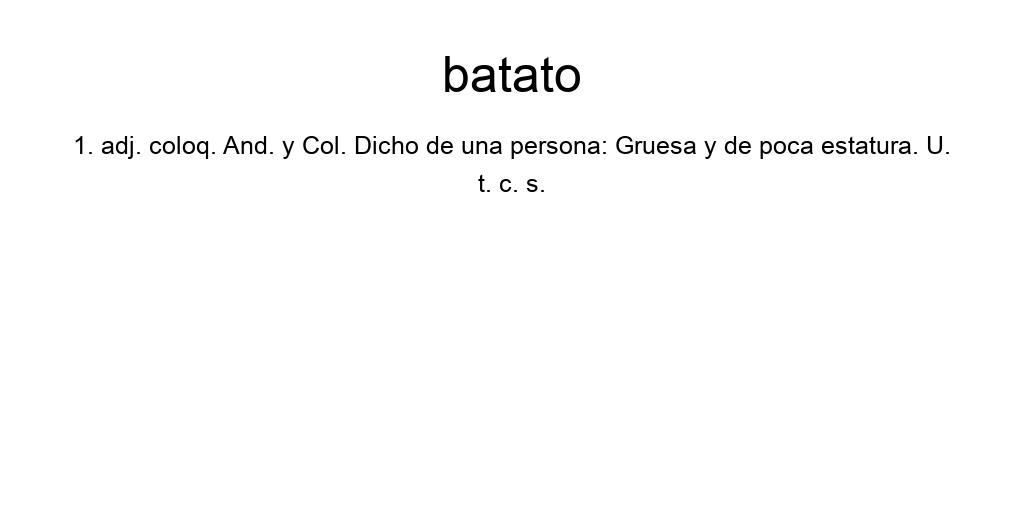 batato
1. adj. coloq. And. y Col. Dicho de una persona: Gruesa y de poca estatura. U.
t. c. s.